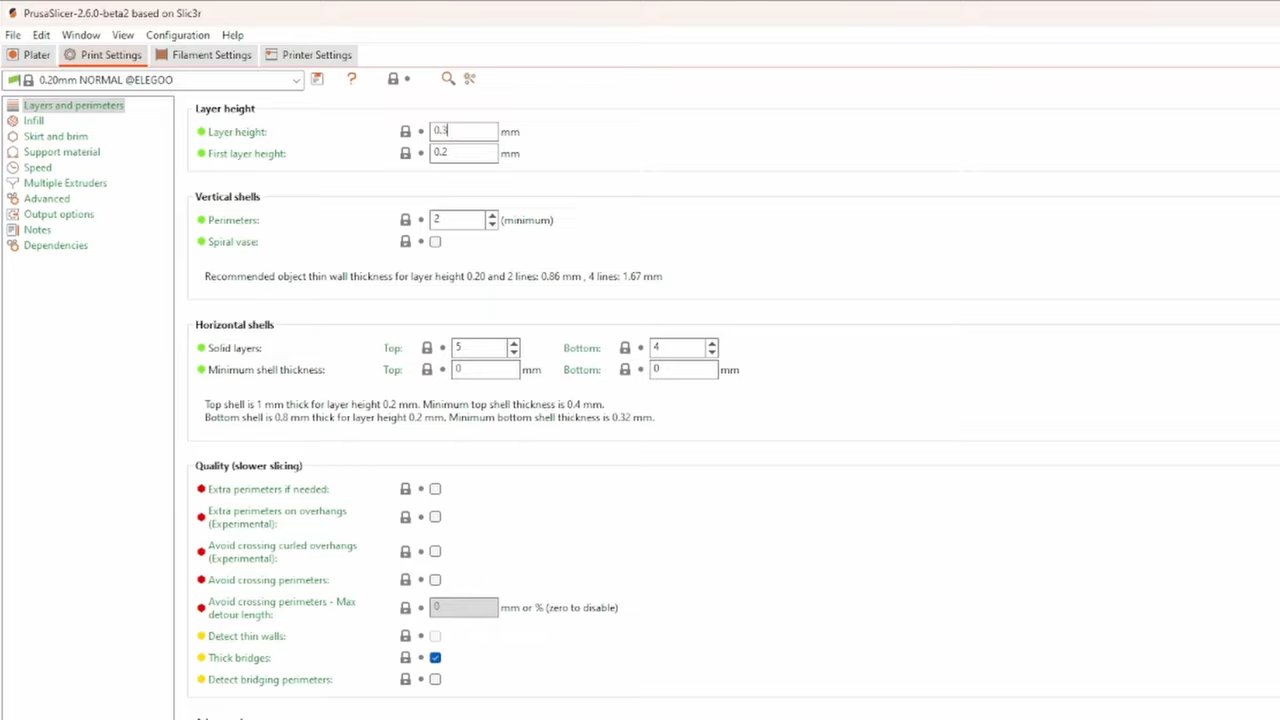 PrusaSlicer-2.6.0-beta2 based on Slic3r
File Edit Window View Configuration Help
Plater Print Settings Filament Settings Printer Settings
0.20mm NORMAL @ELEGOO
Layers and perimeters
Infill
Skirt and brim
Support material
Speed
Multiple Extruders
Advanced
Output options
Notes
Dependencies
Layer height
Layer height: 0.3 mm
First layer height: 0.2 mm
Vertical shells
Perimeters: 2 (minimum)
Spiral vase:
Recommended object thin wall thickness for layer height 0.20 and 2 lines: 0.86 mm , 4 lines: 1.67 mm
Horizontal shells
Solid layers: Top: 5 Bottom: 4
Minimum shell thickness: Top: 0 mm Bottom: 0 mm
Top shell is 1 mm thick for layer height 0.2 mm. Minimum top shell thickness is 0.4 mm.
Bottom shell is 0.8 mm thick for layer height 0.2 mm. Minimum bottom shell thickness is 0.32 mm.
Quality (slower slicing)
Extra perimeters if needed:
Extra perimeters on overhangs
(Experimental):
Avoid crossing curled overhangs
(Experimental):
Avoid crossing perimeters:
Avoid crossing perimeters - Max
detour length: 0 mm or % (zero to disable)
Detect thin walls:
Thick bridges:
Detect bridging perimeters: